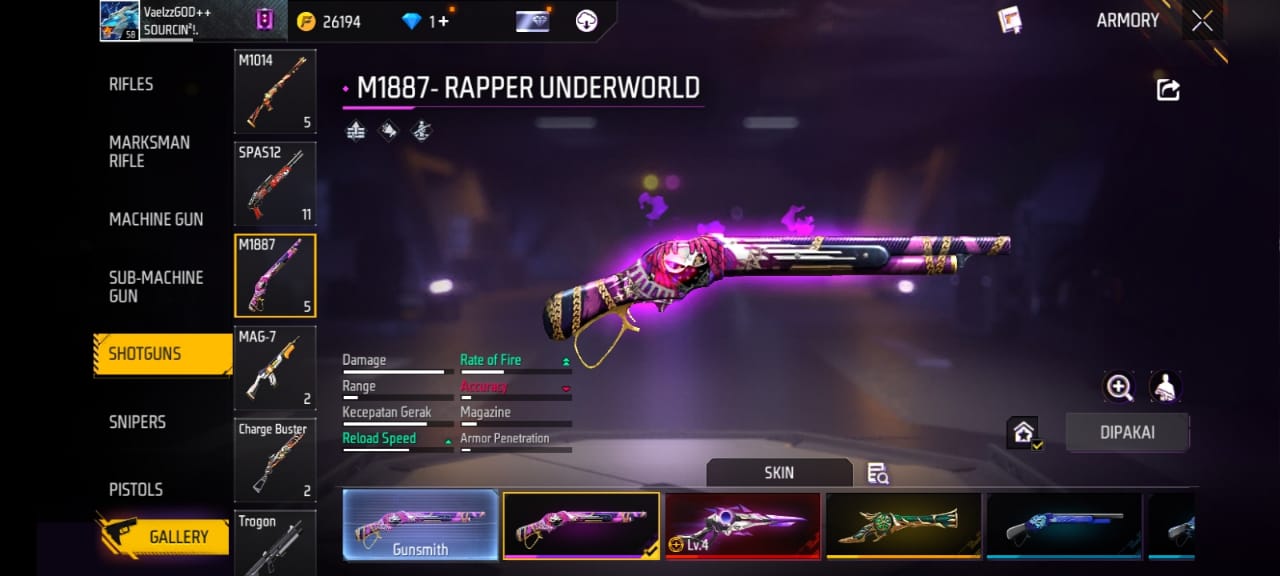 VaelzzGOD++
SOURCIN²!.
58
26194
1+
ARMORY
RIFLES
MARKSMAN
RIFLE
MACHINE GUN
SUB-MACHINE
GUN
SHOTGUNS
SNIPERS
PISTOLS
GALLERY
M1014
5
SPAS12
11
M1887
5
MAG-7
2
Charge Buster
2
Trogon
M1887- RAPPER UNDERWORLD
Damage
Rate of Fire
Range
Accuracy
Kecepatan Gerak
Magazine
Reload Speed
Armor Penetration
DIPAKAI
SKIN
Gunsmith
Lv.4